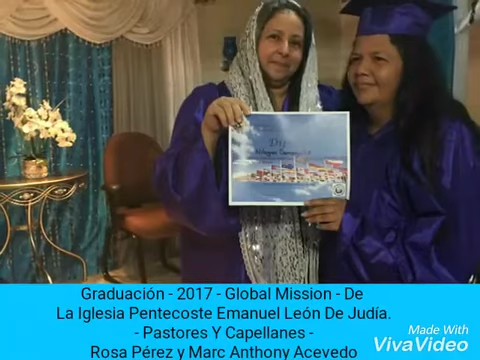 Graduación - 2017 - Global Mission - De
La Iglesia Pentecoste Emanuel León De Judía.
- Pastores Y Capellanes -
Rosa Pérez y Marc Anthony Acevedo
Made With
VivaVideo